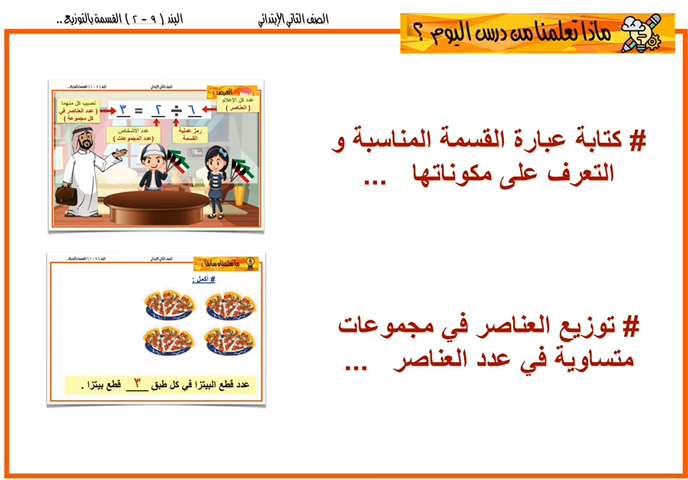 البند ( ٩ - ٢ ) القسمة بالتوزيع ..
الصف الثاني الإبتدائي
ماذا تعلمنا من درس اليوم ؟
# كتابة عبارة القسمة المناسبة و
التعرف على مكوناتها ...
نصيب كل منهما
( عدد العناصر في
كل مجموعة )
عدد كل الاعلام
( العناصر )
٦ ÷ ٢ = ٣
عدد الأشخاص
( عدد المجموعات )
رمز عملية
القسمة
# توزيع العناصر في مجموعات
متساوية في عدد العناصر ...
# أكمل :
عدد قطع البيتزا في كل طبق ٣ قطع بيتزا .